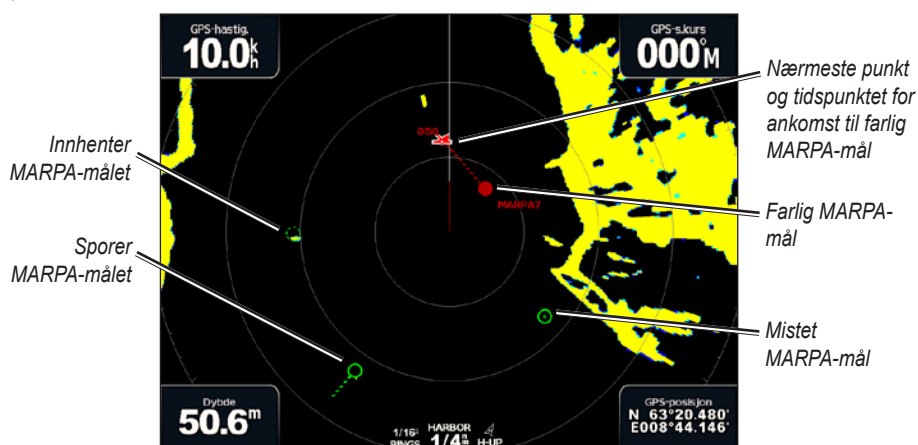 GPS-hastig.
10.0 k/h
GPS-s.kurs
000°M
Nærmeste punkt
og tidspunktet for
ankomst til farlig
MARPA-mål
0:50
Innhenter
MARPA-målet
MARPA7
Farlig MARPA-
mål
Sporer
MARPA-målet
Mistet
MARPA-mål
Dybde
50.6m
1/16
RINGS
HARBOR
1/4
H-UP
GPS-posisjon
N 63°20.480'
E008°44.146'